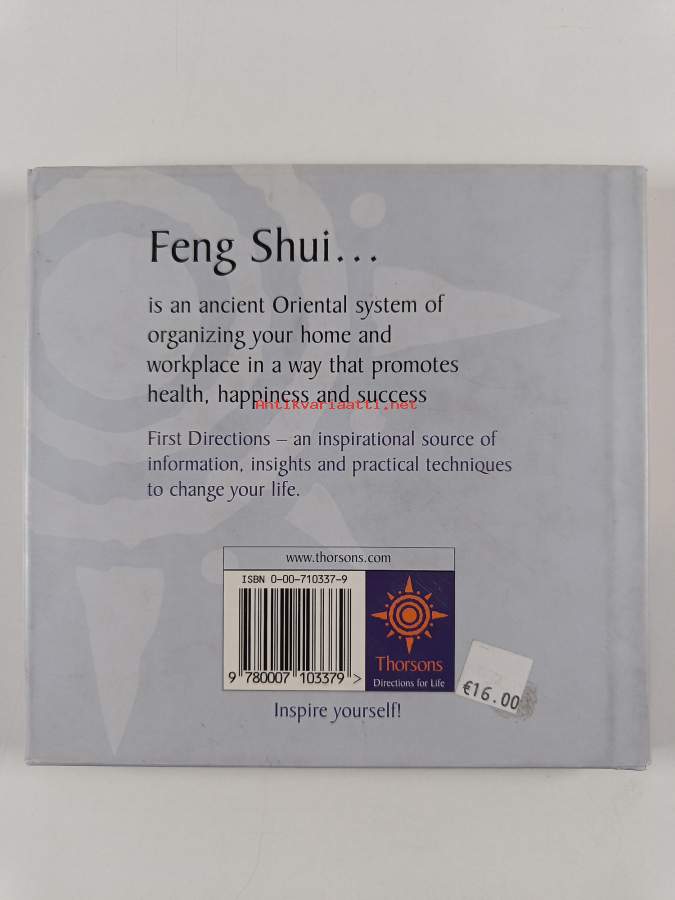 Feng Shui...
is an ancient Oriental system of
organizing your home and
workplace in a way that promotes
health, happiness and success
Antikvariaatti.net
First Directions – an inspirational source of
information, insights and practical techniques
to change your life.
www.thorsons.com
ISBN 0-00-710337-9
9 780007 103379 >
Thorsons
Directions for Life
€16.00
Inspire yourself!